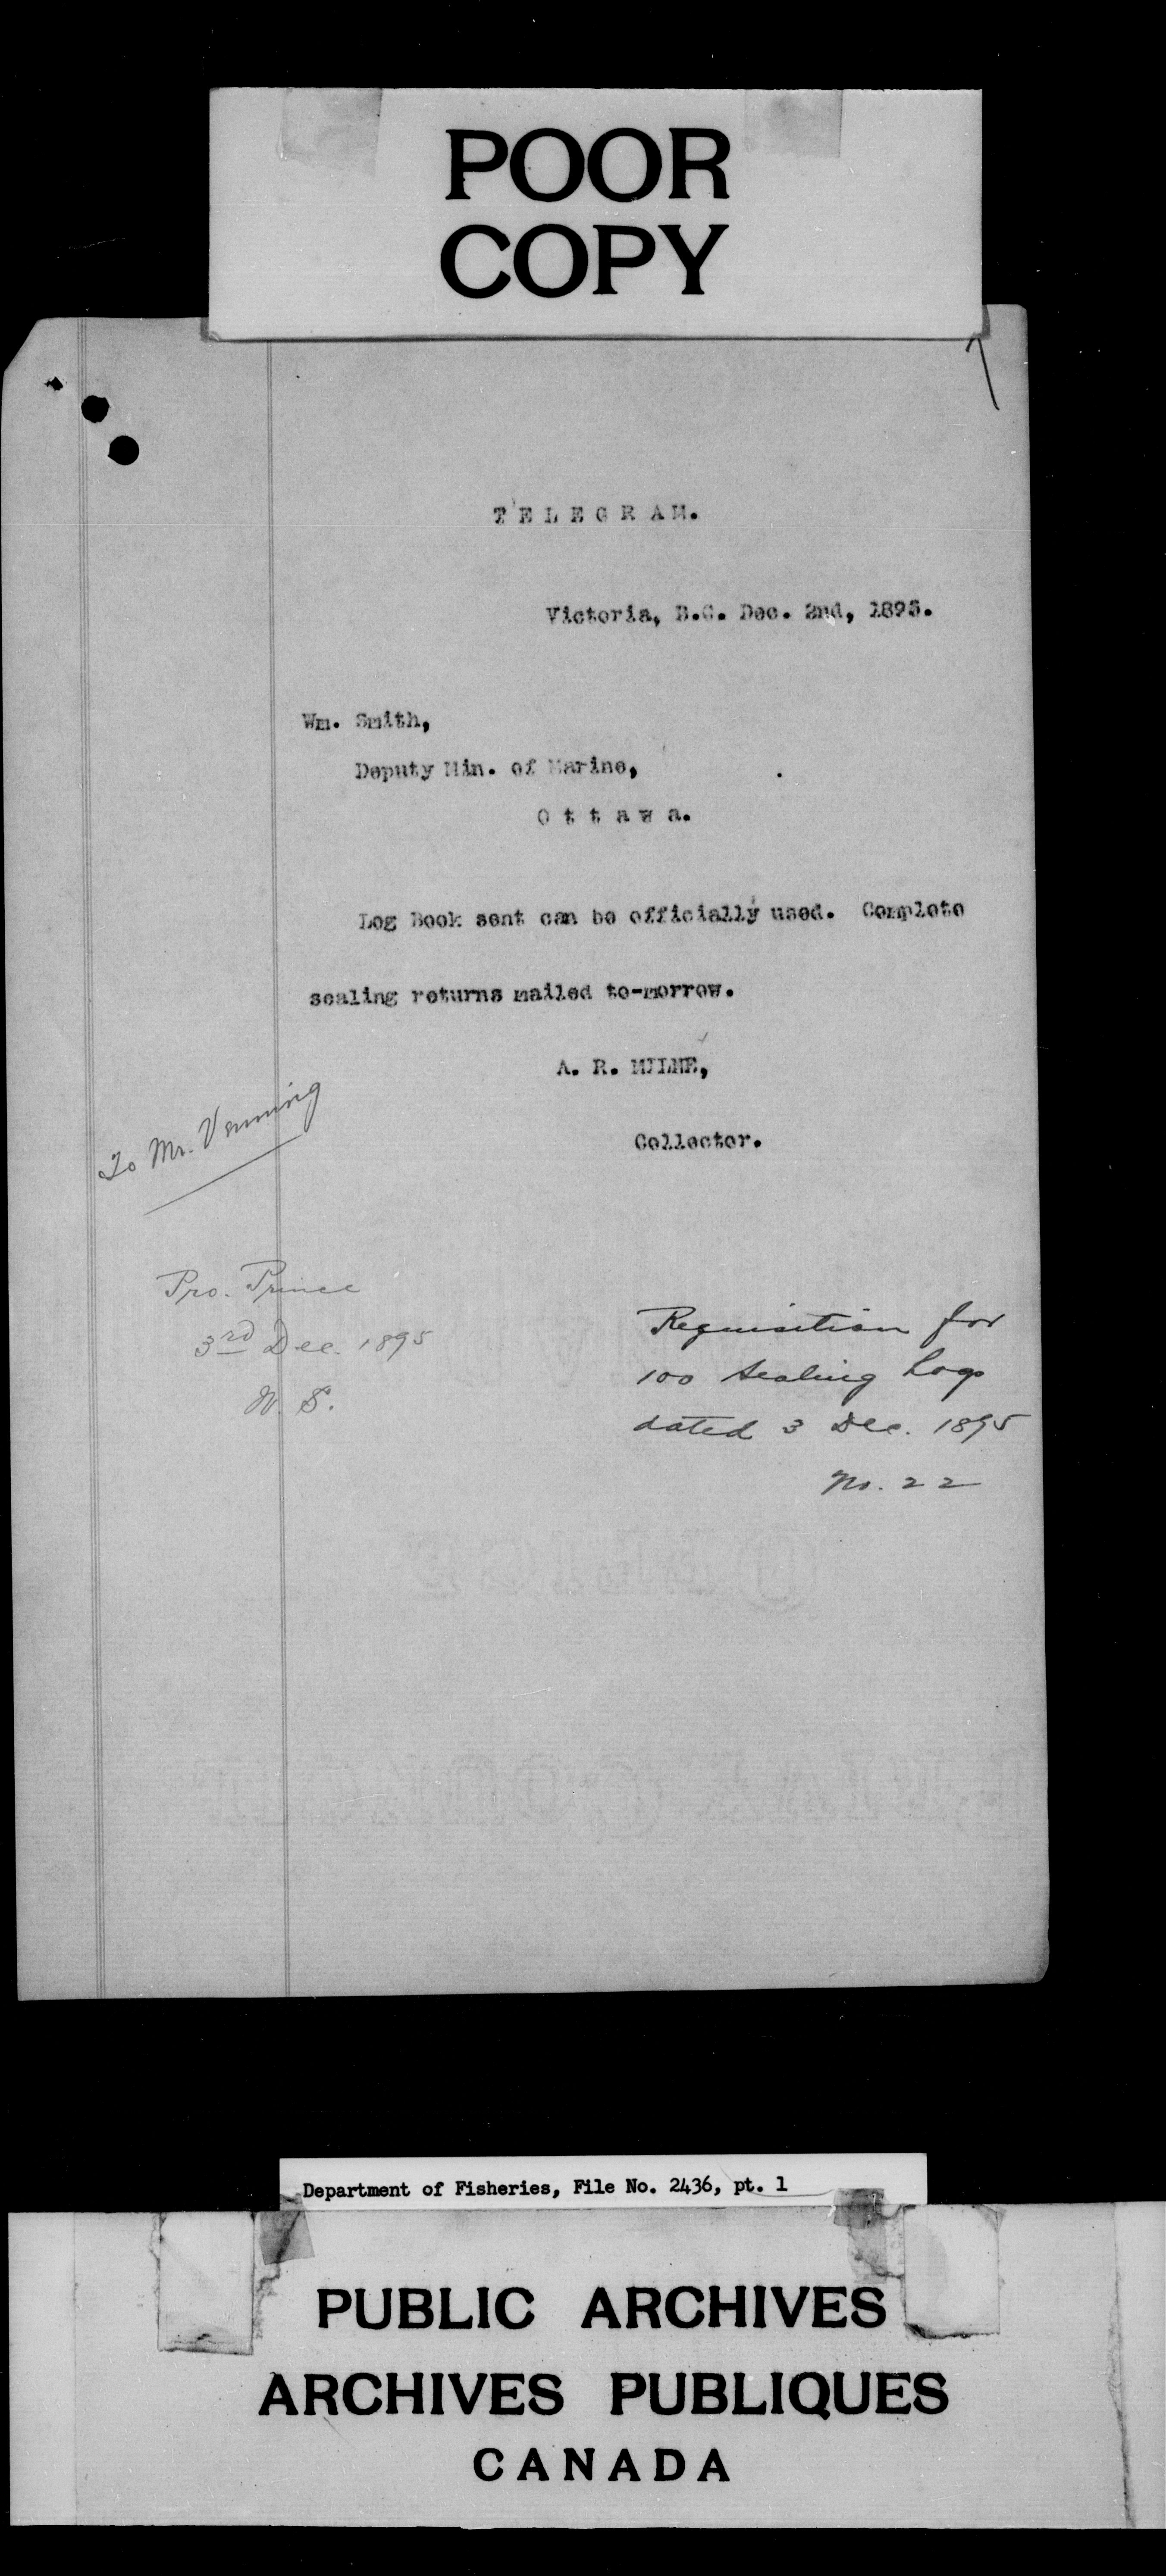 POOR
COPY
7
T E L E G R A M.
Victoria, B.C. Dec. 2nd, 1895.
Wm. Smith,
Deputy Min. of Marine,
O t t a w a.
Log Book sent can be officially used. Complete
sealing returns mailed to-morrow.
A. R. MILNE,
Collector.
To Mr. Venning
Pro. Prince
3rd Dec. 1895
W. S.
Requisition for
100 Sealing Logs
dated 3 Dec. 1895
No. 22
Department of Fisheries, File No. 2436, pt. 1
PUBLIC ARCHIVES
ARCHIVES PUBLIQUES
CANADA